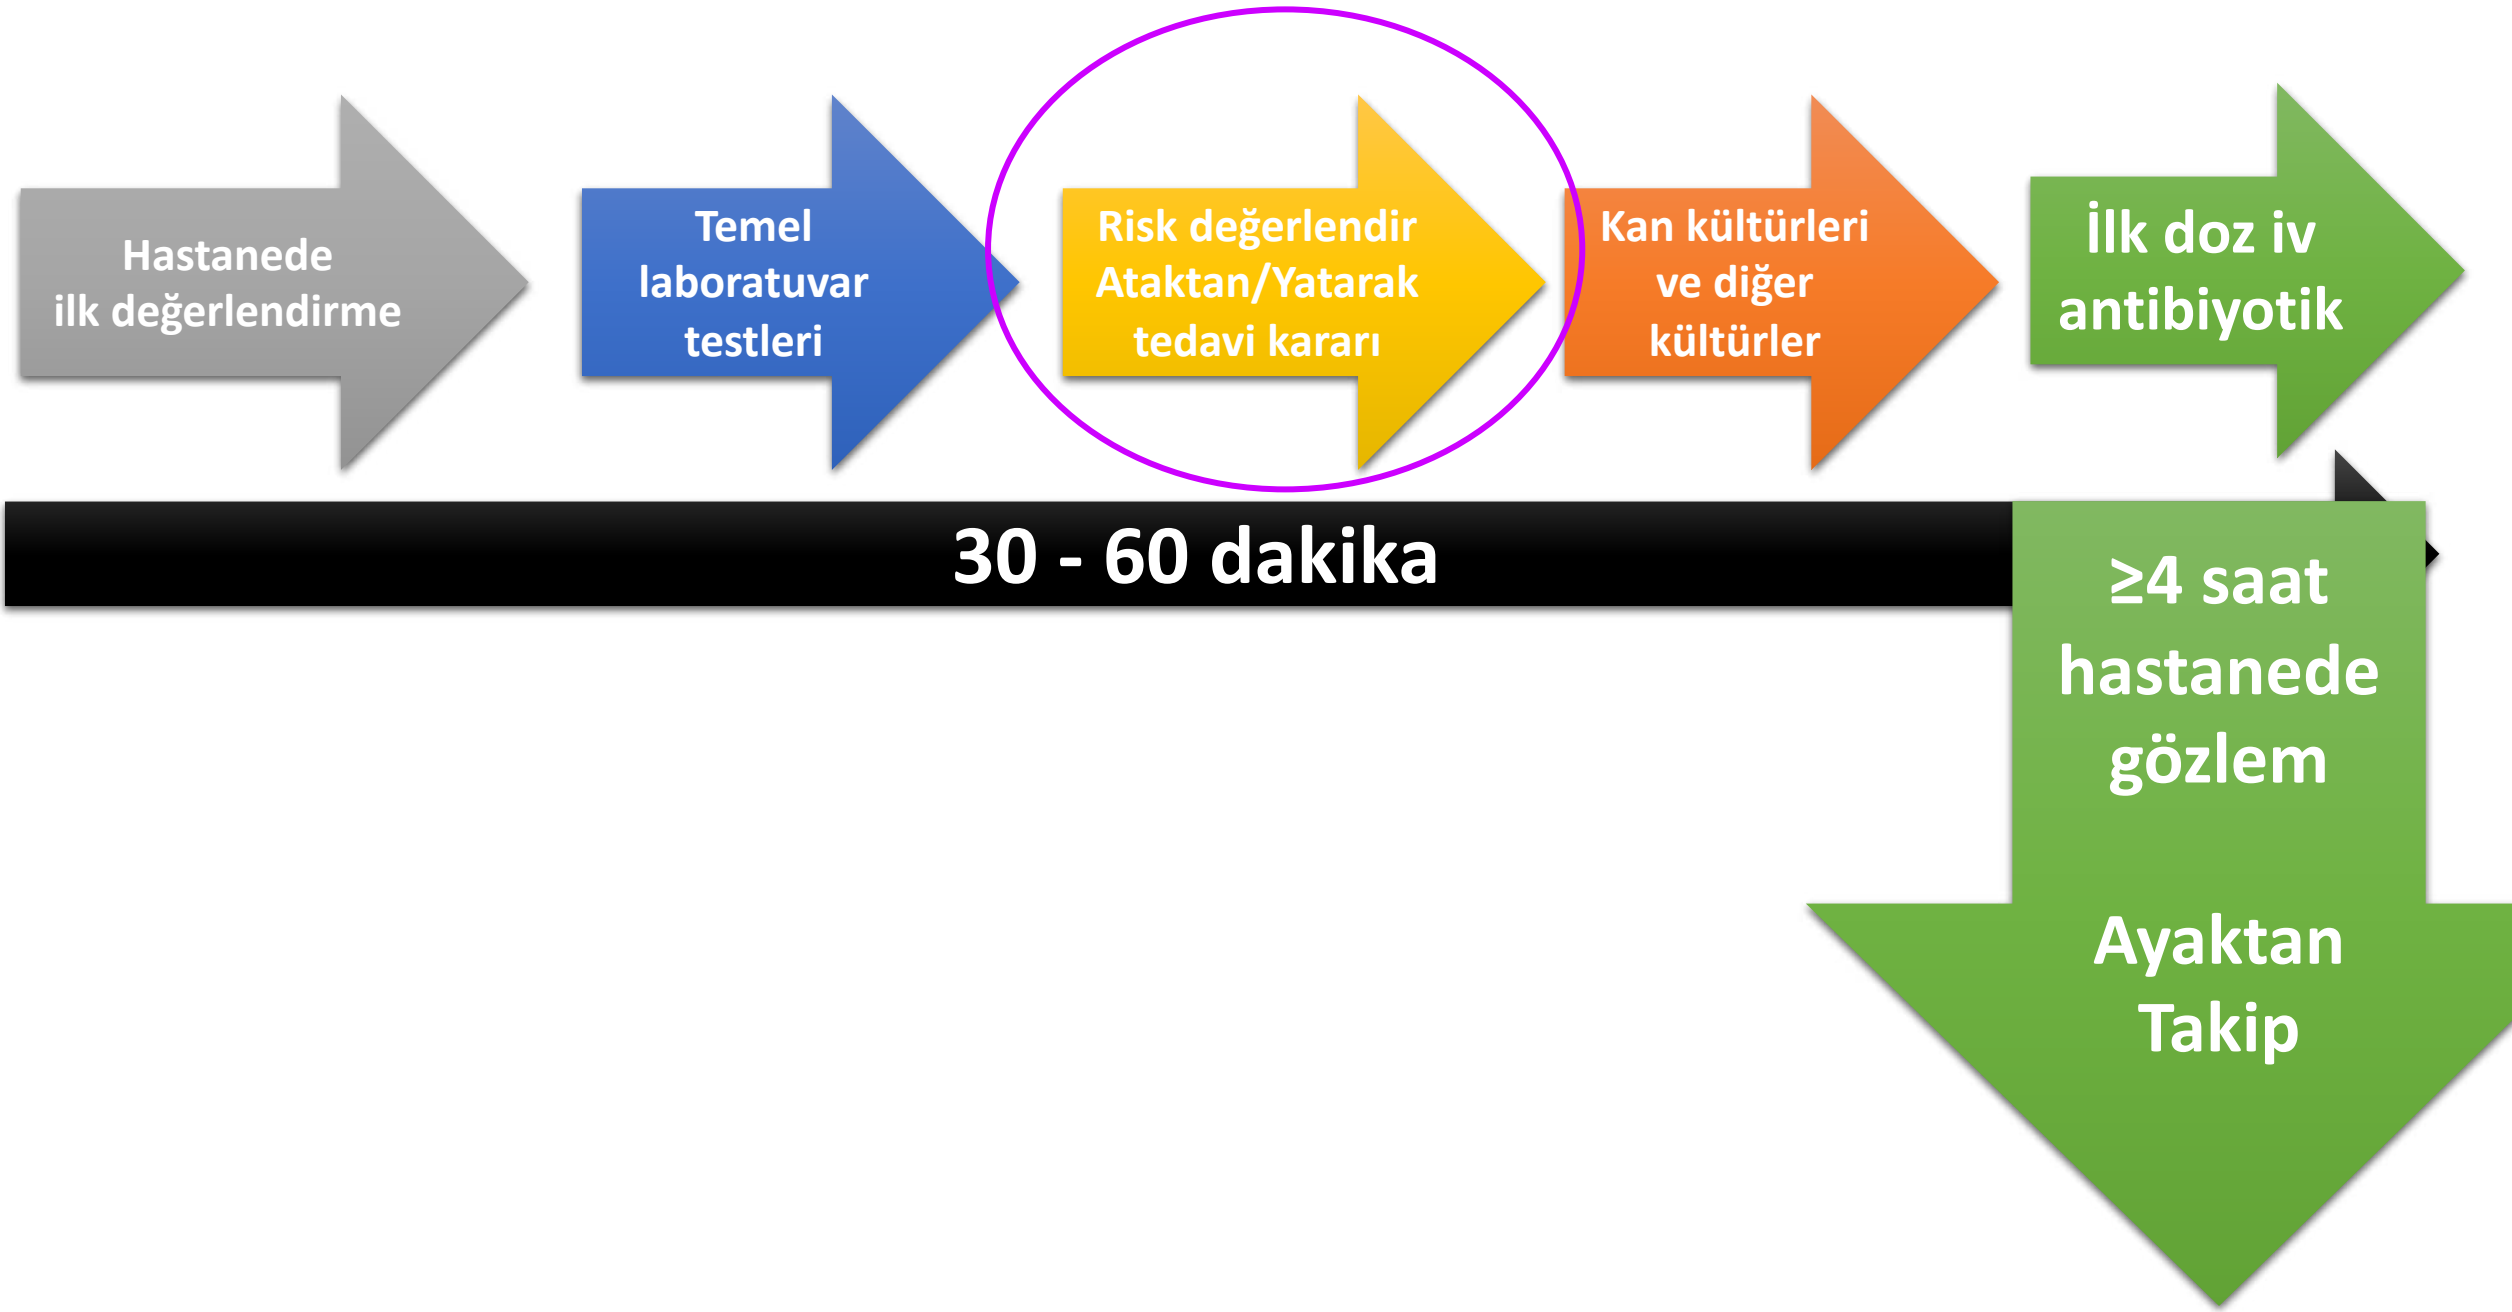 Hastanede
ilk değerlendirme
Temel
laboratuvar
testleri
Risk değerlendir
Ataktan/Yatarak
tedavi kararı
Kan kültürleri
ve diğer
kültürler
İlk doz iv
antibiyotik
30 - 60 dakika
≥4 saat
hastanede
gözlem
Ayaktan
Takip